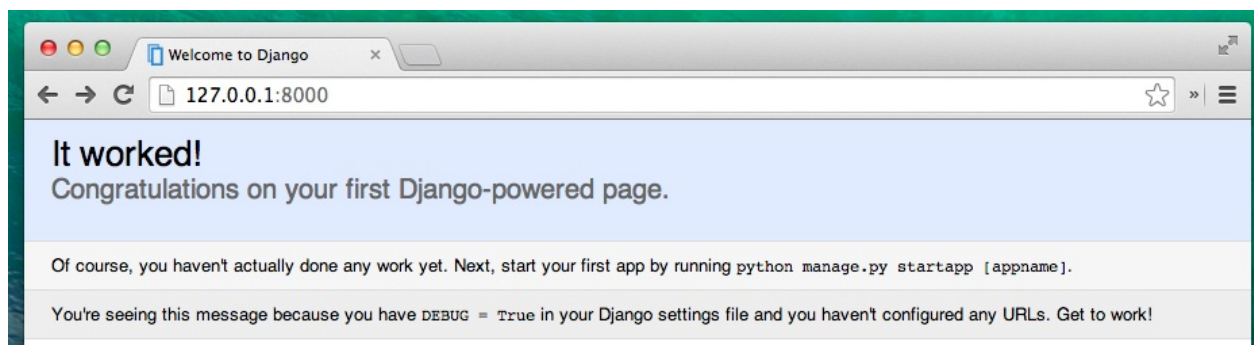 Welcome to Django
127.0.0.1:8000
It worked!
Congratulations on your first Django-powered page.
Of course, you haven't actually done any work yet. Next, start your first app by running python manage.py startapp [appname].
You're seeing this message because you have DEBUG = True in your Django settings file and you haven't configured any URLs. Get to work!